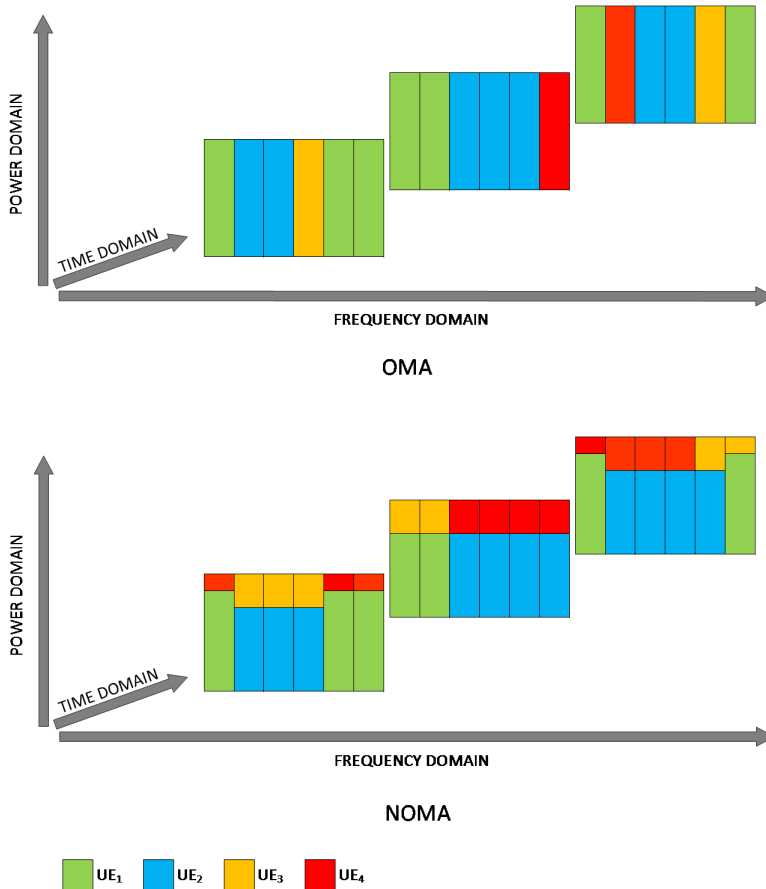 POWER DOMAIN
TIME DOMAIN
FREQUENCY DOMAIN
OMA
POWER DOMAIN
TIME DOMAIN
FREQUENCY DOMAIN
NOMA
UE₁ UE₂ UE₃ UE₄